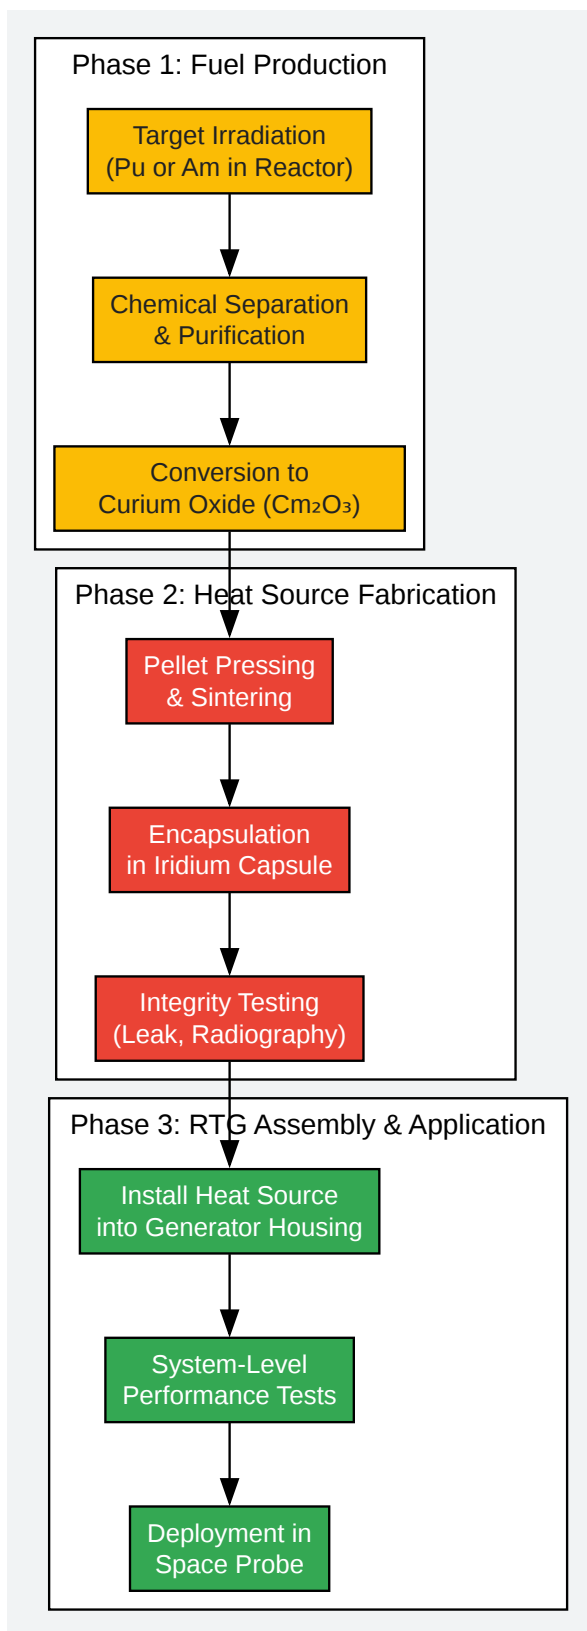 Phase 1: Fuel Production
Target Irradiation
(Pu or Am in Reactor)
Chemical Separation
& Purification
Conversion to
Curium Oxide (Cm₂O₃)
Phase 2: Heat Source Fabrication
Pellet Pressing
& Sintering
Encapsulation
in Iridium Capsule
Integrity Testing
(Leak, Radiography)
Phase 3: RTG Assembly & Application
Install Heat Source
into Generator Housing
System-Level
Performance Tests
Deployment in
Space Probe